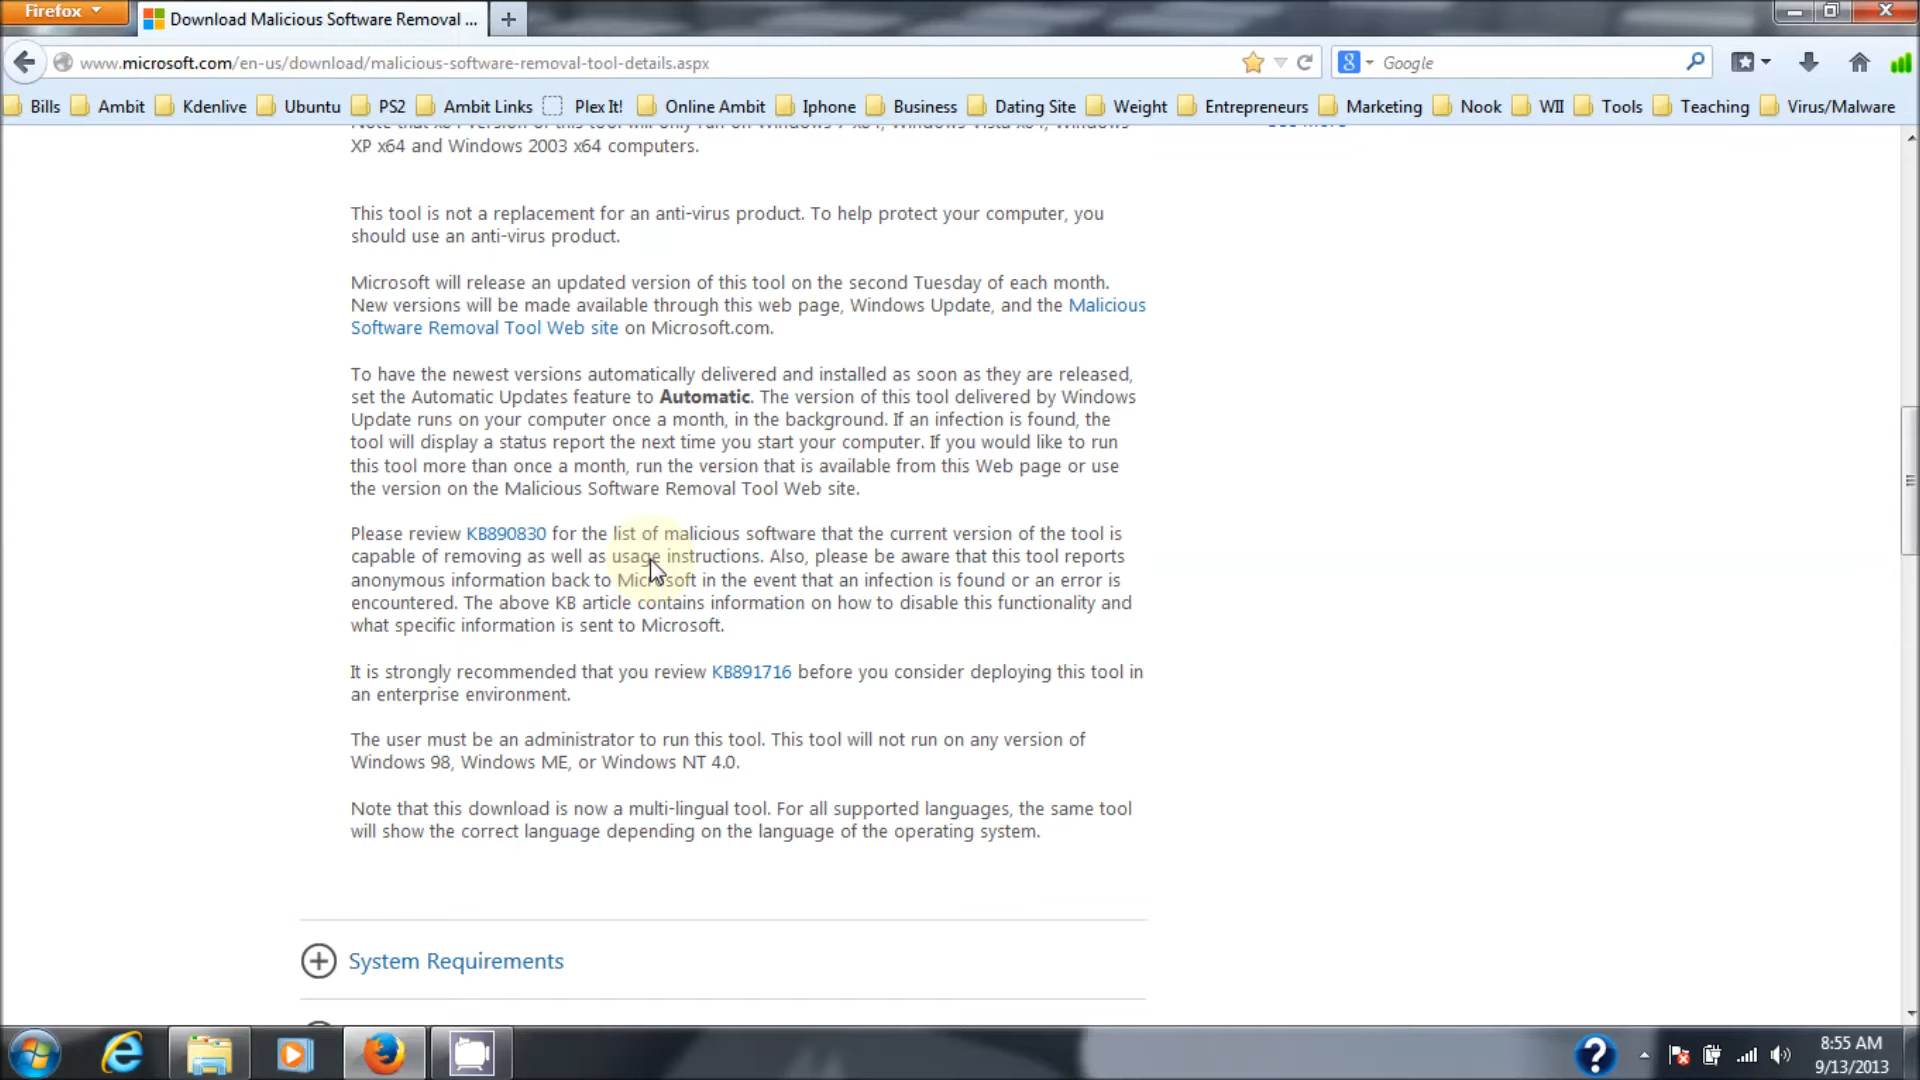 Firefox
Download Malicious Software Removal ...
www.microsoft.com/en-us/download/malicious-software-removal-tool-details.aspx
Google
Bills Ambit Kdenlive Ubuntu PS2 Ambit Links Plex It! Online Ambit Iphone Business Dating Site Weight Entrepreneurs Marketing Nook WII Tools Teaching Virus/Malware
Note that x64 version of this tool will only run on Windows 7 x64, Windows Vista x64, Windows
XP x64 and Windows 2003 x64 computers.
This tool is not a replacement for an anti-virus product. To help protect your computer, you
should use an anti-virus product.
Microsoft will release an updated version of this tool on the second Tuesday of each month.
New versions will be made available through this web page, Windows Update, and the Malicious
Software Removal Tool Web site on Microsoft.com.
To have the newest versions automatically delivered and installed as soon as they are released,
set the Automatic Updates feature to Automatic. The version of this tool delivered by Windows
Update runs on your computer once a month, in the background. If an infection is found, the
tool will display a status report the next time you start your computer. If you would like to run
this tool more than once a month, run the version that is available from this Web page or use
the version on the Malicious Software Removal Tool Web site.
Please review KB890830 for the list of malicious software that the current version of the tool is
capable of removing as well as usage instructions. Also, please be aware that this tool reports
anonymous information back to Microsoft in the event that an infection is found or an error is
encountered. The above KB article contains information on how to disable this functionality and
what specific information is sent to Microsoft.
It is strongly recommended that you review KB891716 before you consider deploying this tool in
an enterprise environment.
The user must be an administrator to run this tool. This tool will not run on any version of
Windows 98, Windows ME, or Windows NT 4.0.
Note that this download is now a multi-lingual tool. For all supported languages, the same tool
will show the correct language depending on the language of the operating system.
System Requirements
8:55 AM
9/13/2013